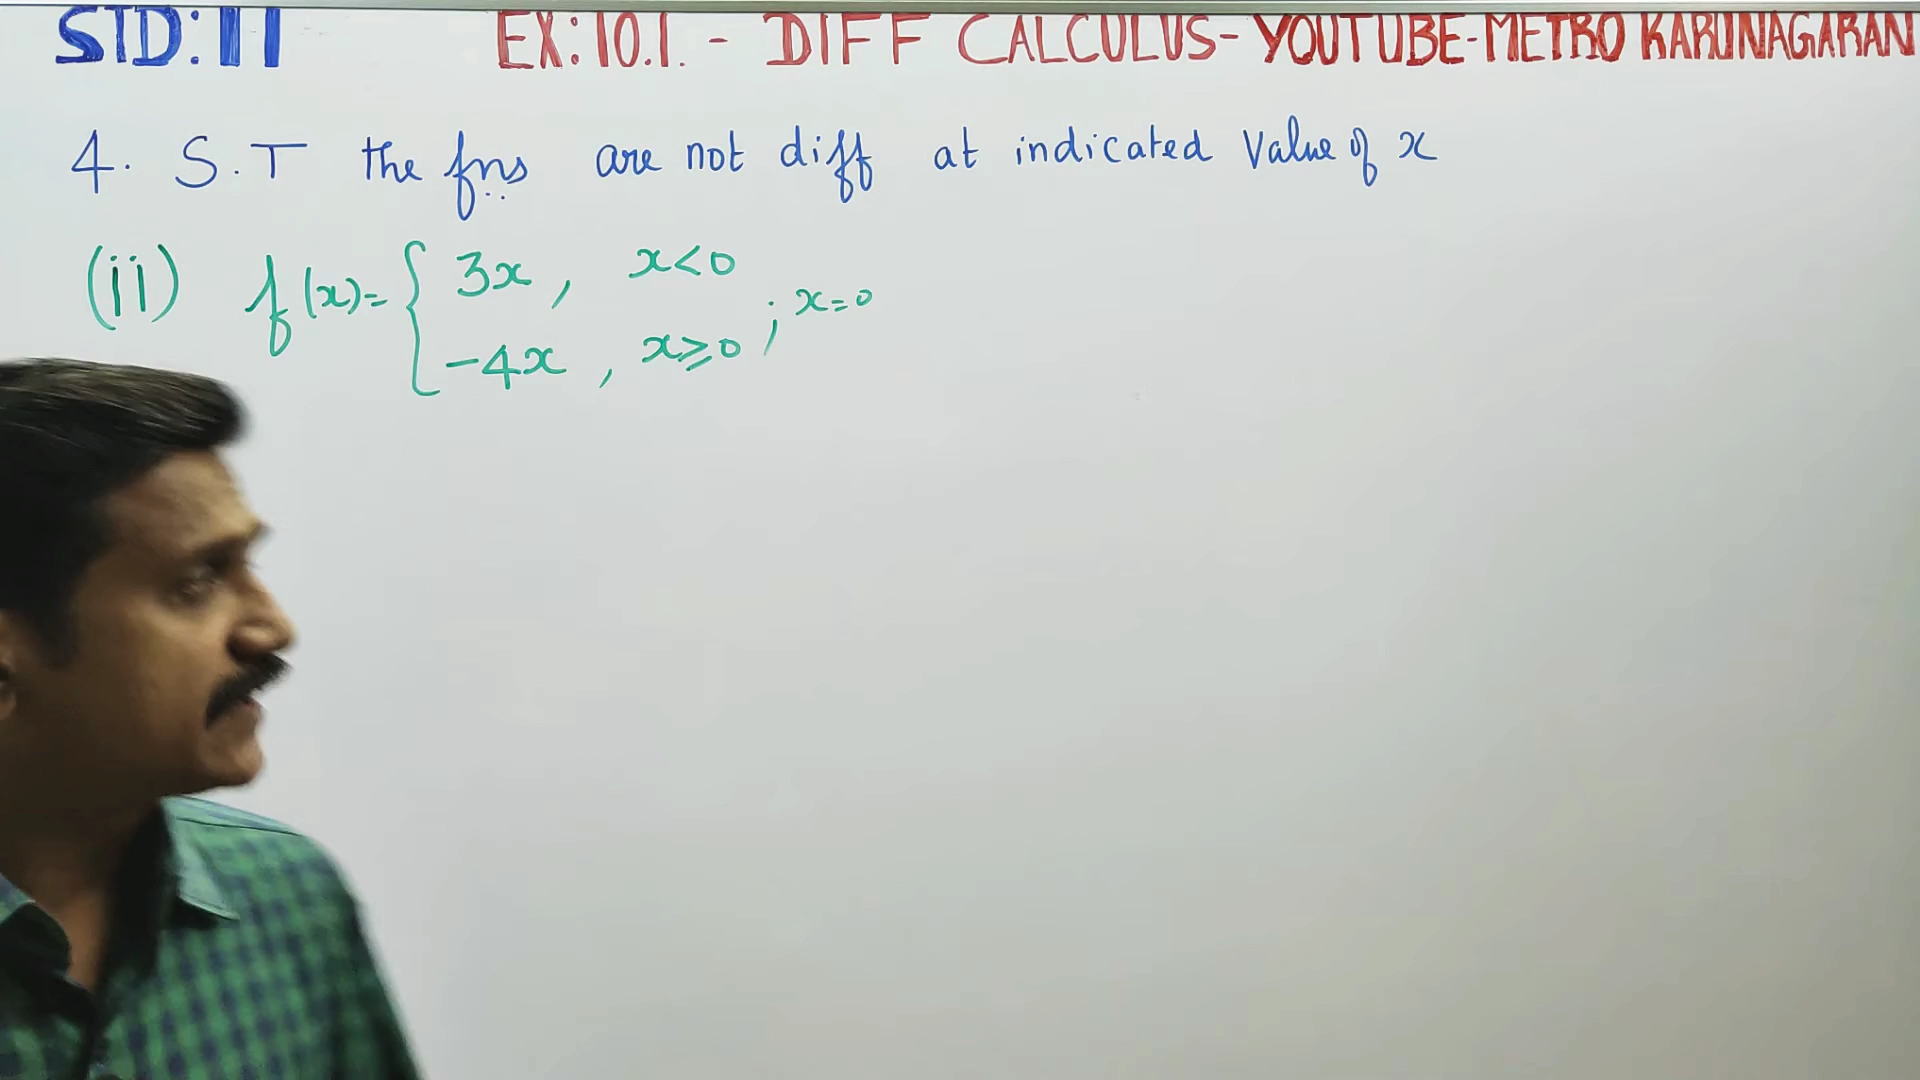 STD: 11 EX: 10.1. - DIFF CALCULUS - YOUTUBE - METRO KARUNAGARAN
4. S.T the fns are not diff at indicated Value of x
(ii) f(x) = { 3x , x<0
-4x , x≥0 ; x=0